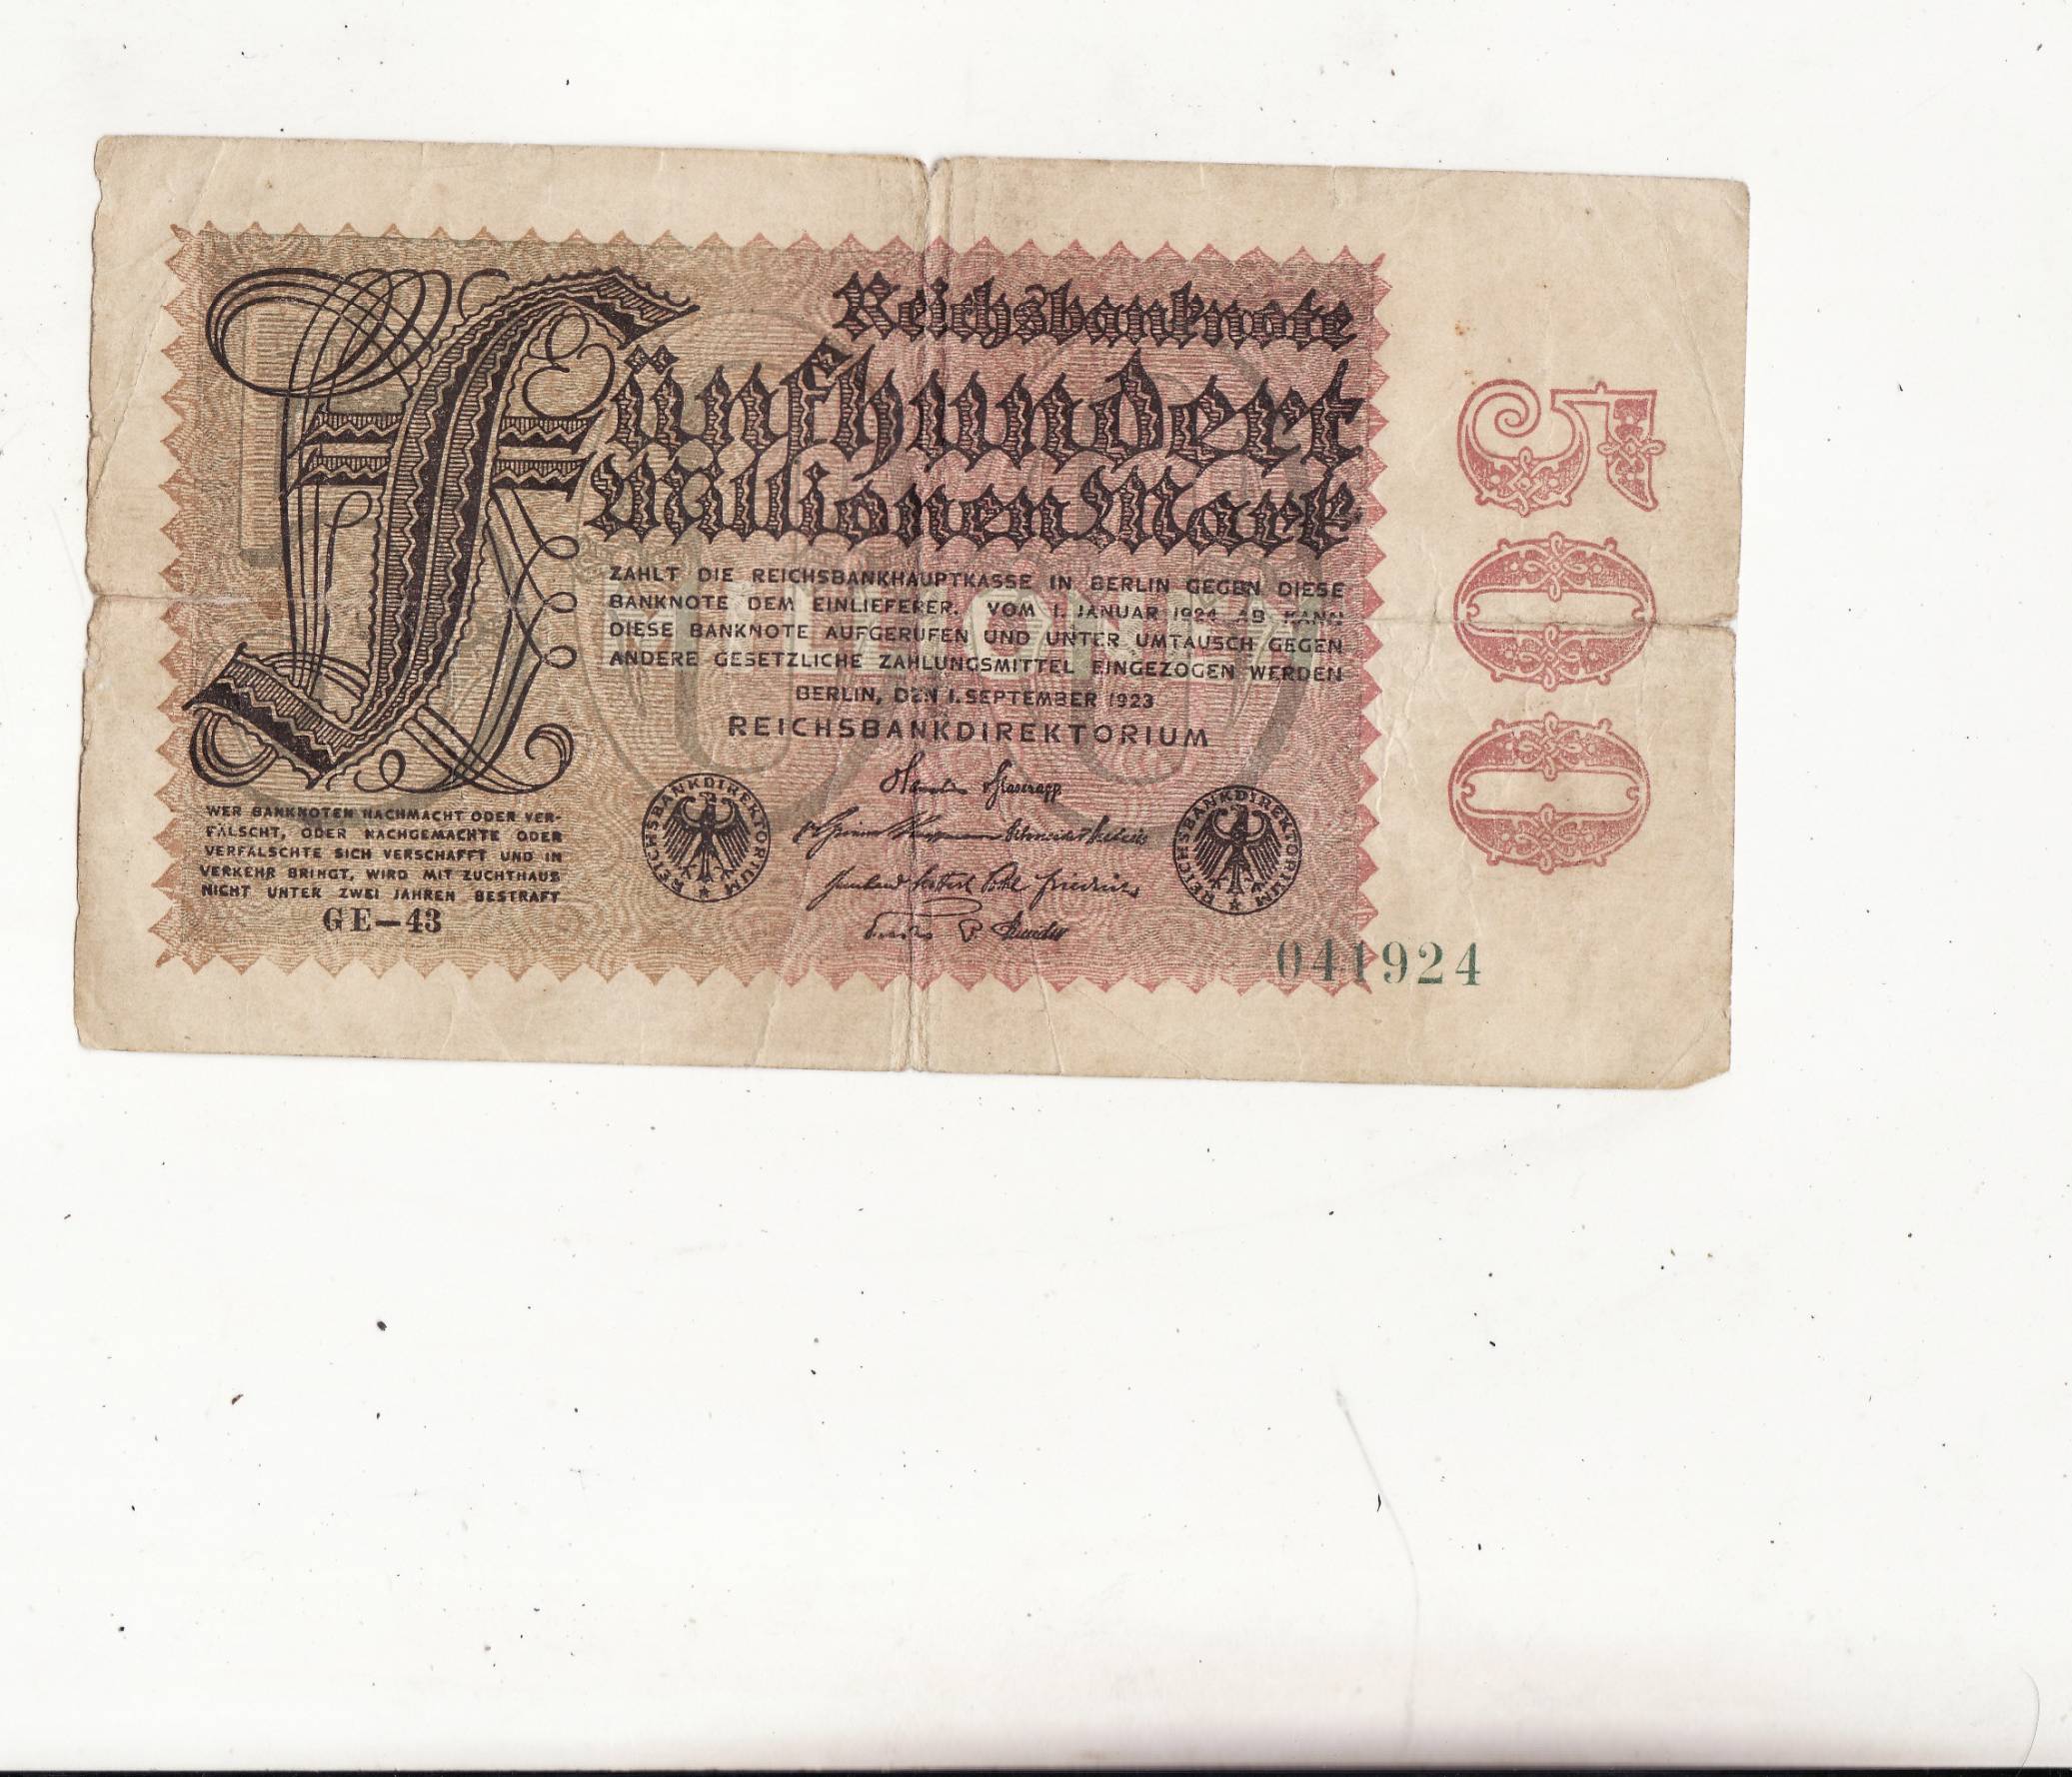 Reichsbanknote
Fünfhundert
Millionen Mark
ZAHLT DIE REICHSBANKHAUPTKASSE IN BERLIN GEGEN DIESE
BANKNOTE DEM EINLIEFERER. VOM 1. JANUAR 1924 AB KANN
DIESE BANKNOTE AUFGERUFEN UND UNTER UMTAUSCH GEGEN
ANDERE GESETZLICHE ZAHLUNGSMITTEL EINGEZOGEN WERDEN
BERLIN, DEN 1. SEPTEMBER 1923
REICHSBANKDIREKTORIUM
REICHSBANKDIREKTORIUM
REICHSBANKDIREKTORIUM
WER BANKNOTEN NACHMACHT ODER VER-
FÄLSCHT, ODER NACHGEMACHTE ODER
VERFÄLSCHTE SICH VERSCHAFFT UND IN
VERKEHR BRINGT, WIRD MIT ZUCHTHAUS
NICHT UNTER ZWEI JAHREN BESTRAFT
GE-43
041924
500